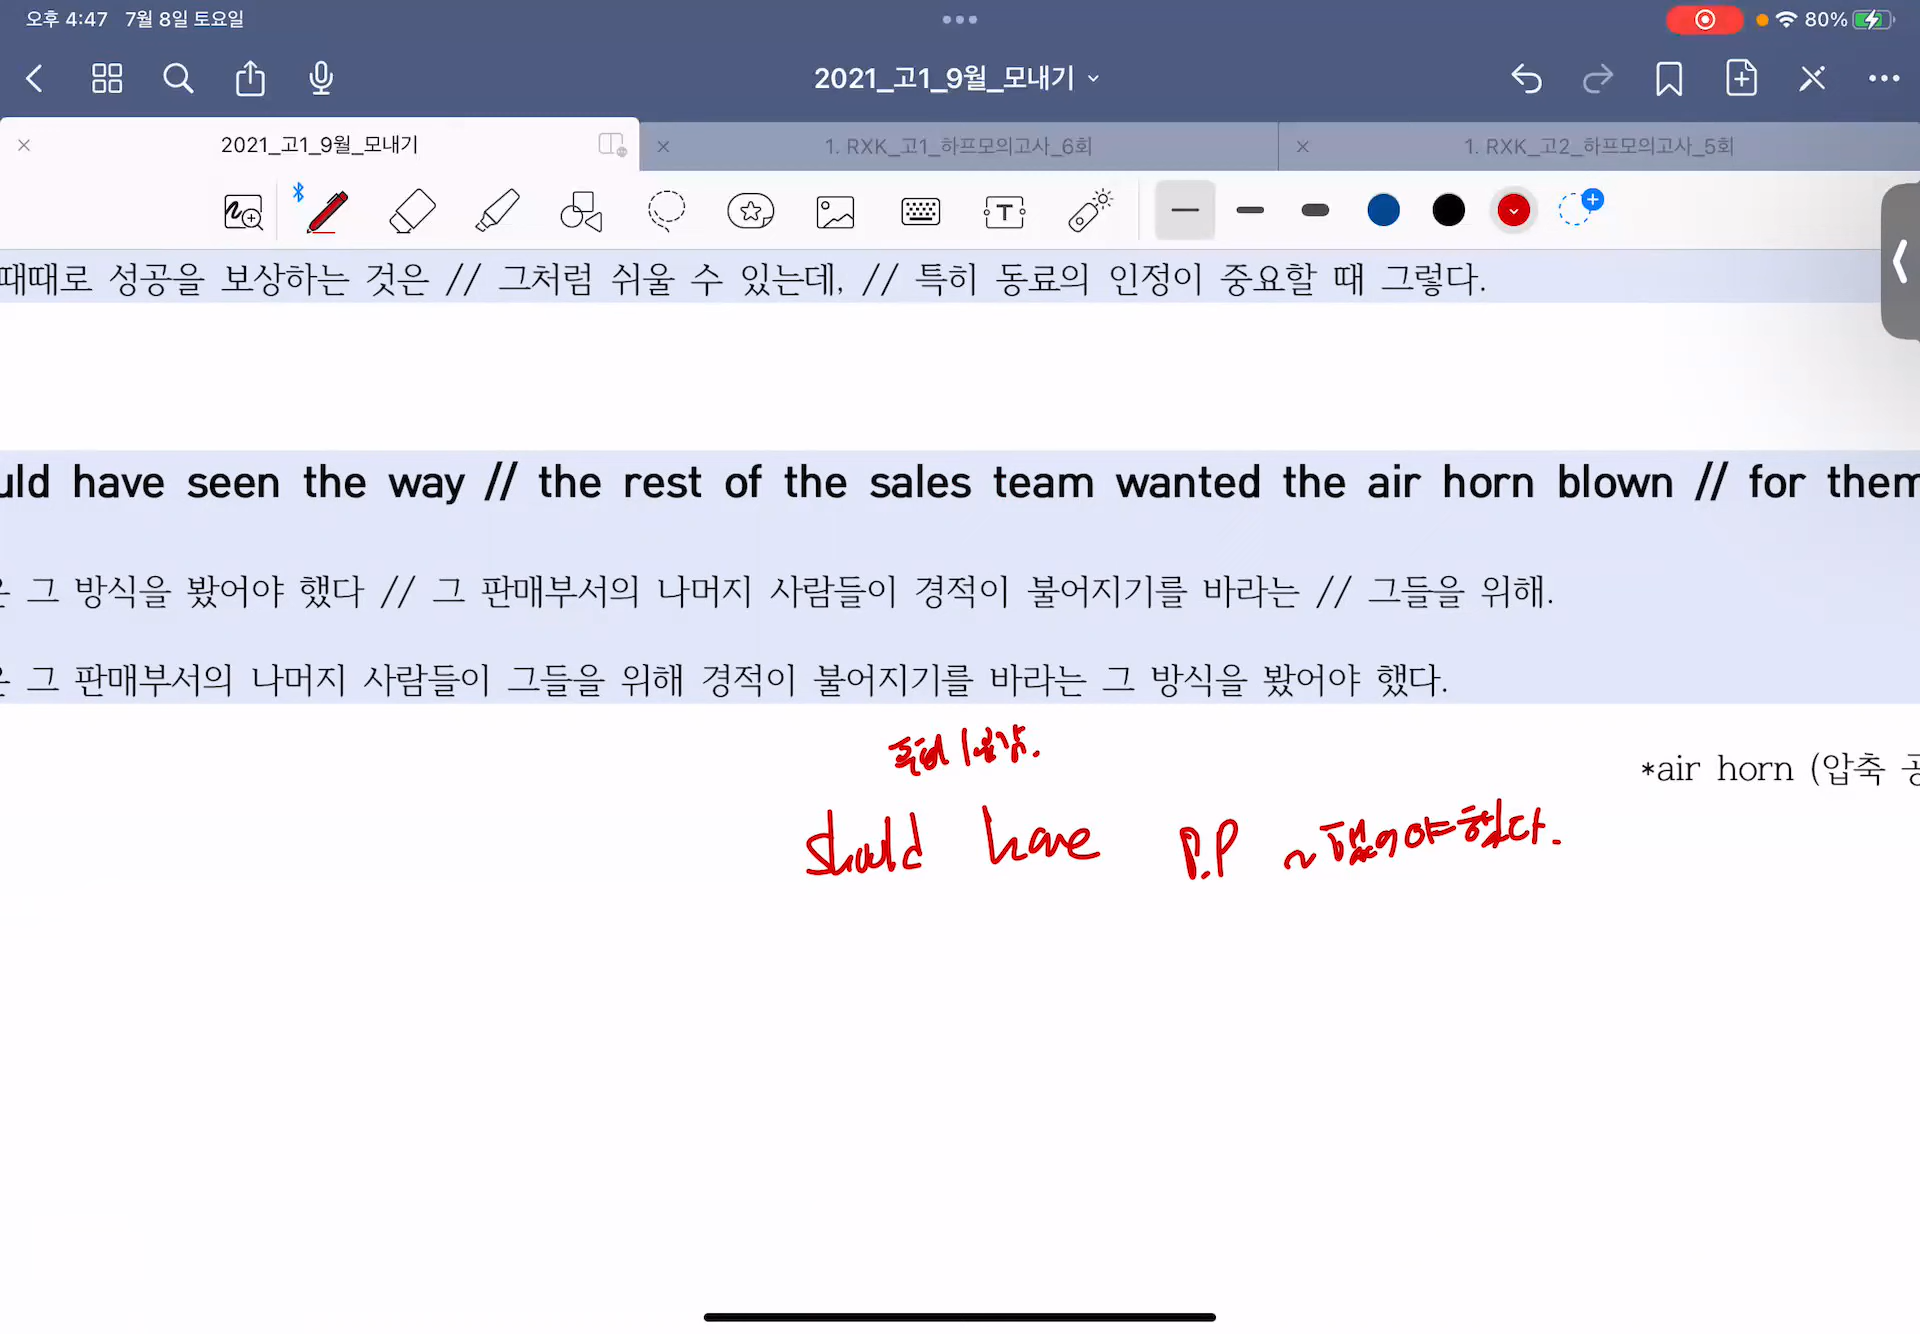 오후 4:47 7월 8일 토요일
80%
2021_고1_9월_모내기
2021_고1_9월_모내기
1. RXK_고1_하프모의고사_6회
1. RXK_고2_하프모의고사_5회
때때로 성공을 보상하는 것은 // 그처럼 쉬울 수 있는데, // 특히 동료의 인정이 중요할 때 그렇다.
uld have seen the way // the rest of the sales team wanted the air horn blown // for them
그 방식을 봤어야 했다 // 그 판매부서의 나머지 사람들이 경적이 불어지기를 바라는 // 그들을 위해.
그 판매부서의 나머지 사람들이 그들을 위해 경적이 불어지기를 바라는 그 방식을 봤어야 했다.
*air horn (압축 공
should have P.P ~했어야했다.